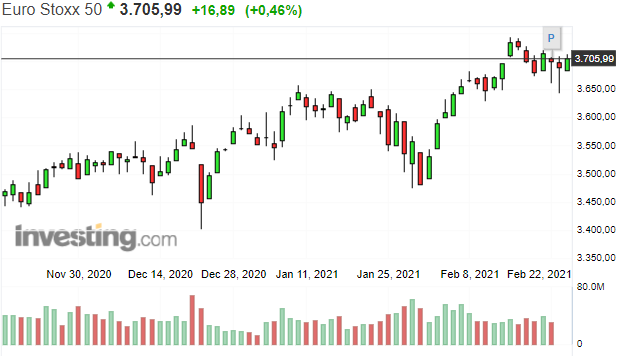 Euro Stoxx 50 3.705,99 +16,89 (+0,46%)
P
3.705,99
3.650,00
3.600,00
3.550,00
3.500,00
3.450,00
3.400,00
3.350,00
investing.com
Nov 30, 2020 Dec 14, 2020 Dec 28, 2020 Jan 11, 2021 Jan 25, 2021 Feb 8, 2021 Feb 22, 2021
80.0M
0